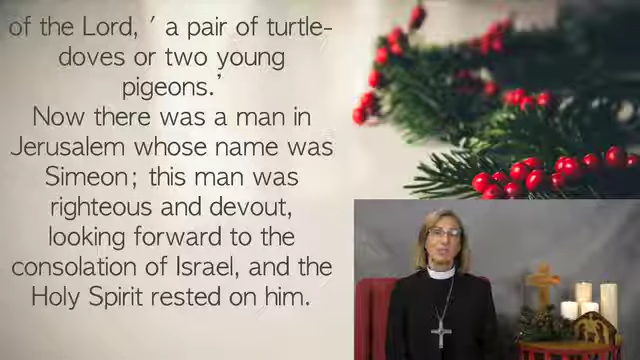 of the Lord, ′ a pair of turtle-
doves or two young
pigeons.′
Now there was a man in
Jerusalem whose name was
Simeon; this man was
righteous and devout,
looking forward to the
consolation of Israel, and the
Holy Spirit rested on him.